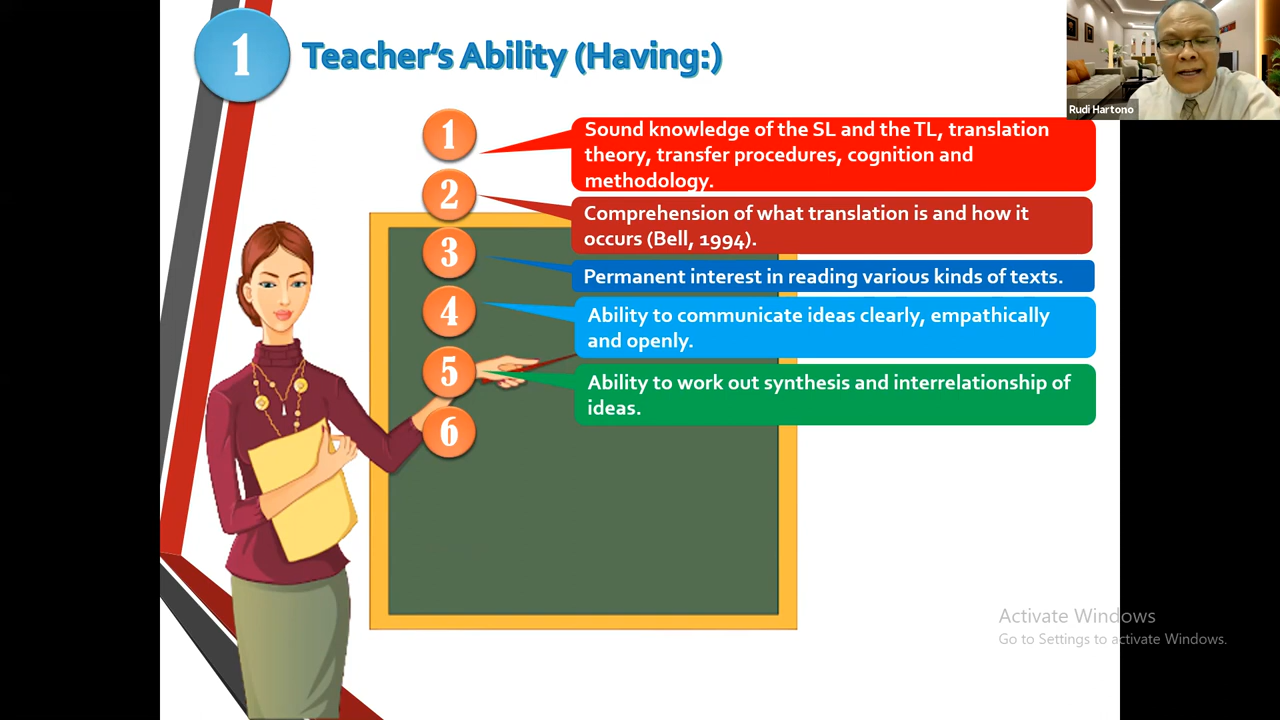 1
Teacher's Ability (Having:)
Rudi Hartono
1
Sound knowledge of the SL and the TL, translation
theory, transfer procedures, cognition and
methodology.
2
Comprehension of what translation is and how it
occurs (Bell, 1994).
3
Permanent interest in reading various kinds of texts.
4
Ability to communicate ideas clearly, empathically
and openly.
5
Ability to work out synthesis and interrelationship of
ideas.
6
Activate Windows
Go to Settings to activate Windows.